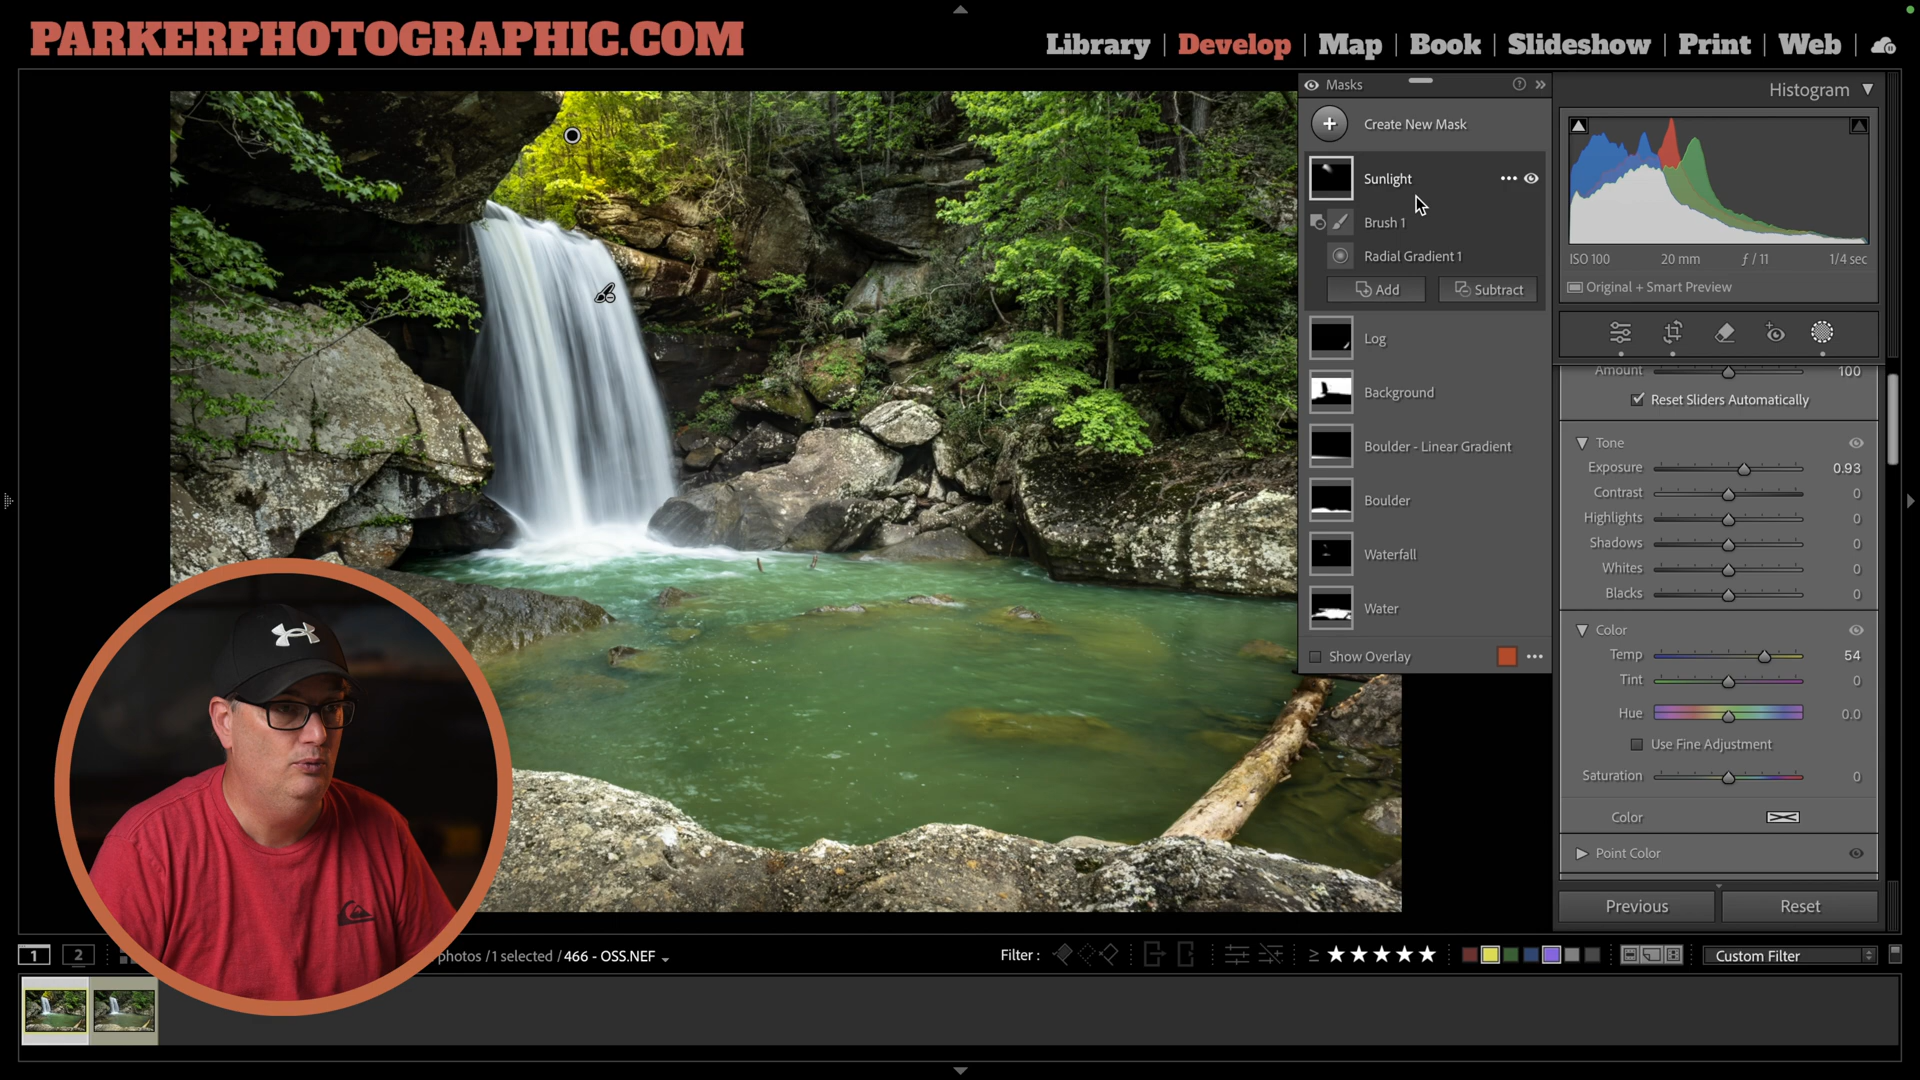 PARKERPHOTOGRAPHIC.COM
Library | Develop | Map | Book | Slideshow | Print | Web |
Masks
Create New Mask
Sunlight
Brush 1
Radial Gradient 1
Add
Subtract
Log
Background
Boulder - Linear Gradient
Boulder
Waterfall
Water
Show Overlay
Histogram
ISO 100 20 mm ƒ / 11 1/4 sec
Original + Smart Preview
Amount 100
Reset Sliders Automatically
Tone
Exposure 0.93
Contrast 0
Highlights 0
Shadows 0
Whites 0
Blacks 0
Color
Temp 54
Tint 0
Hue 0.0
Use Fine Adjustment
Saturation 0
Color
Point Color
Previous Reset
1 2 photos / 1 selected / 466 - OSS.NEF Filter : ≥ ★★★★★ Custom Filter